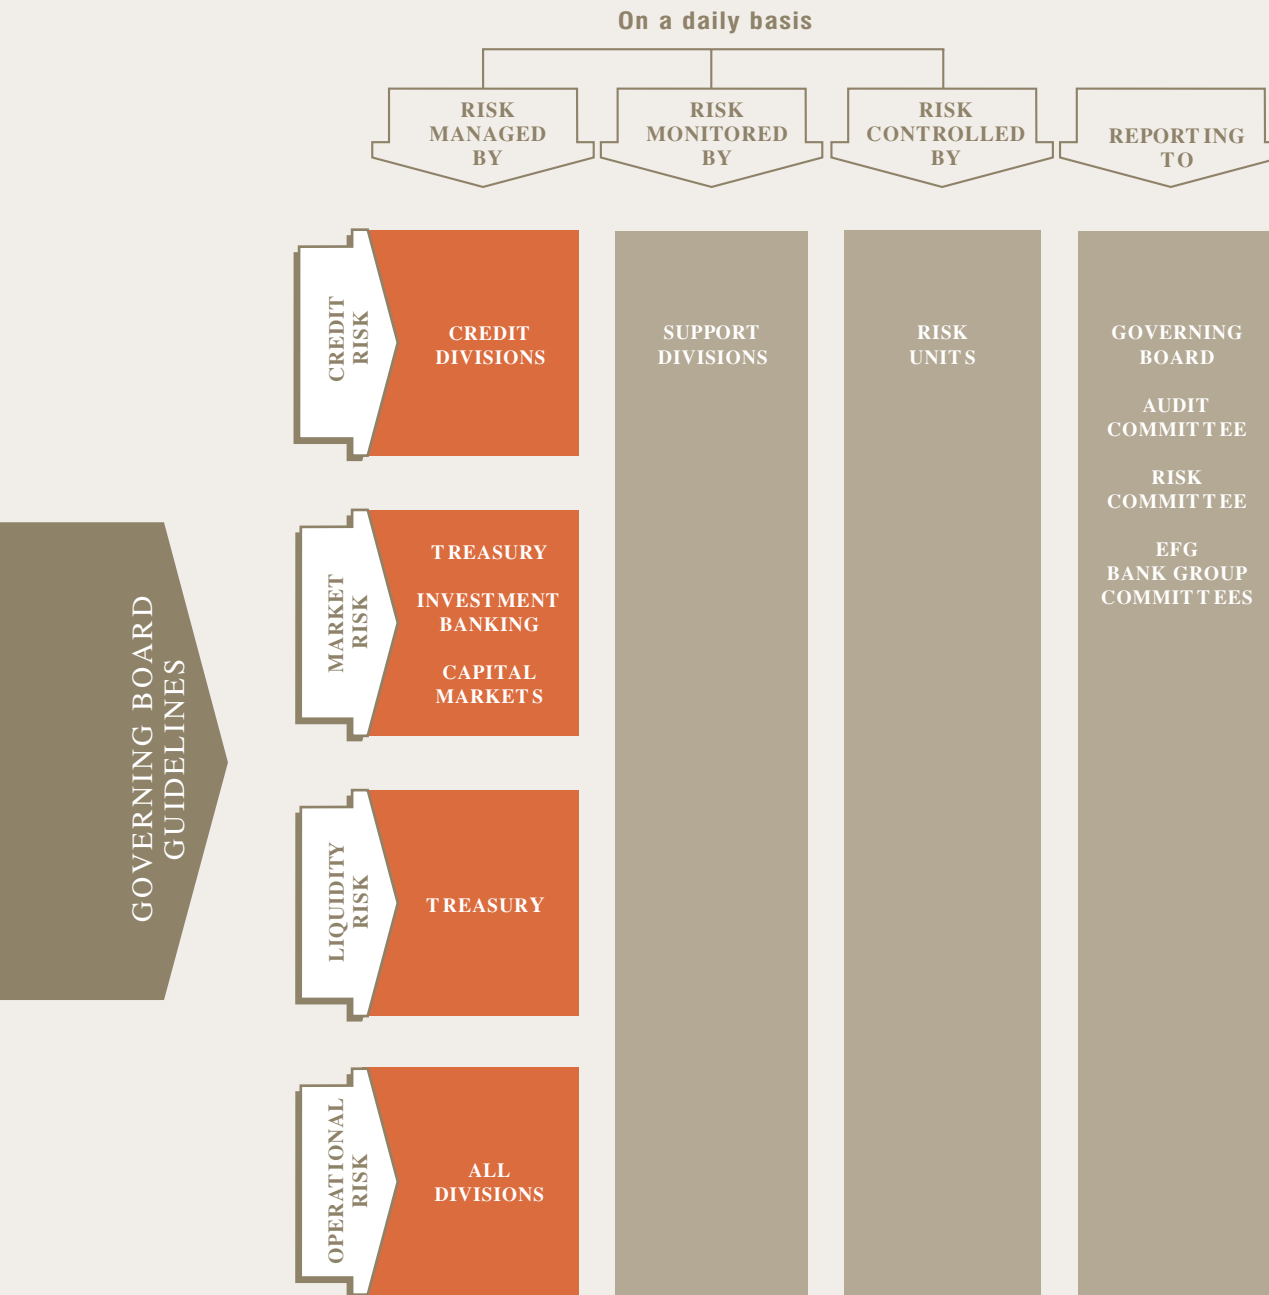 On a daily basis
RISK
MANAGED
BY
RISK
MONITORED
BY
RISK
CONTROLLED
BY
REPORTING
TO
GOVERNING BOARD
GUIDELINES
CREDIT
RISK
CREDIT
DIVISIONS
SUPPORT
DIVISIONS
RISK
UNITS
GOVERNING
BOARD
AUDIT
COMMITTEE
RISK
COMMITTEE
EFG
BANK GROUP
COMMITTEES
MARKET
RISK
TREASURY
INVESTMENT
BANKING
CAPITAL
MARKETS
LIQUIDITY
RISK
TREASURY
OPERATIONAL
RISK
ALL
DIVISIONS